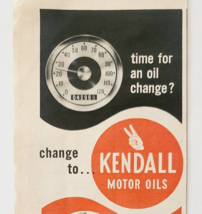 time for
an oil
change?
change
to...
KENDALL
MOTOR OILS